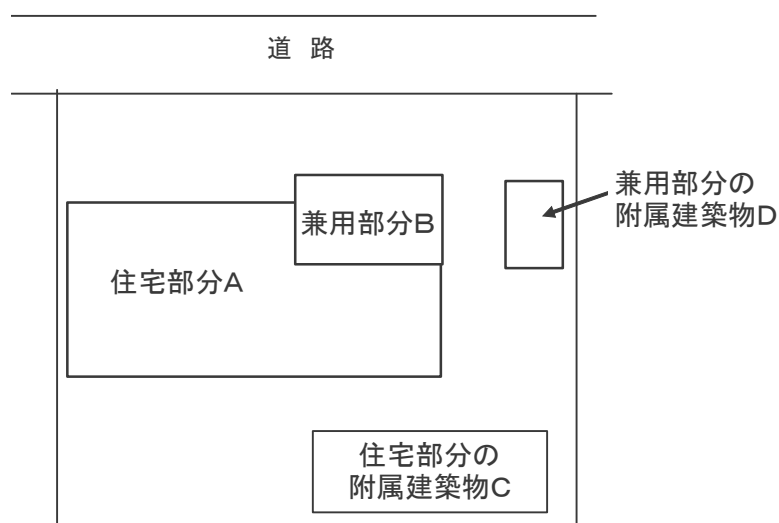 道 路
兼用部分の
附属建築物D
兼用部分B
住宅部分A
住宅部分の
附属建築物C